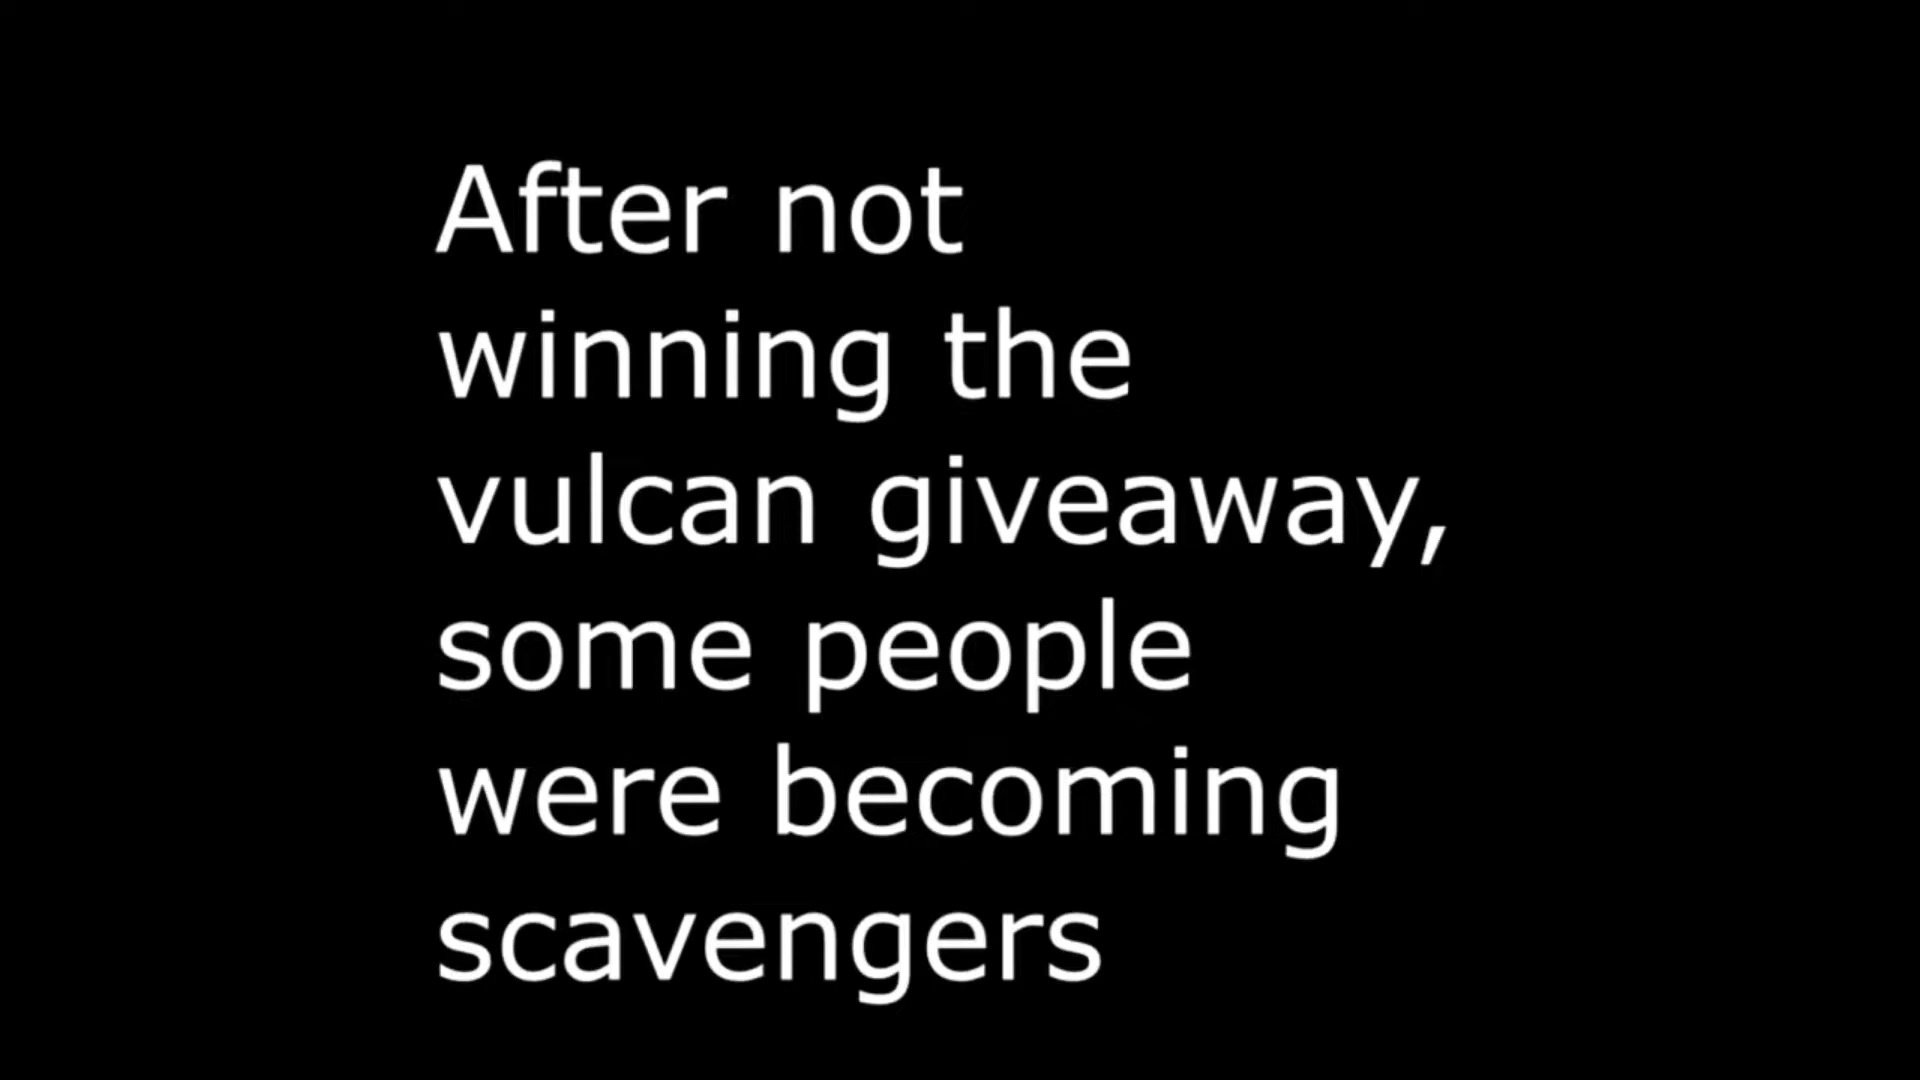 After not
winning the
vulcan giveaway,
some people
were becoming
scavengers